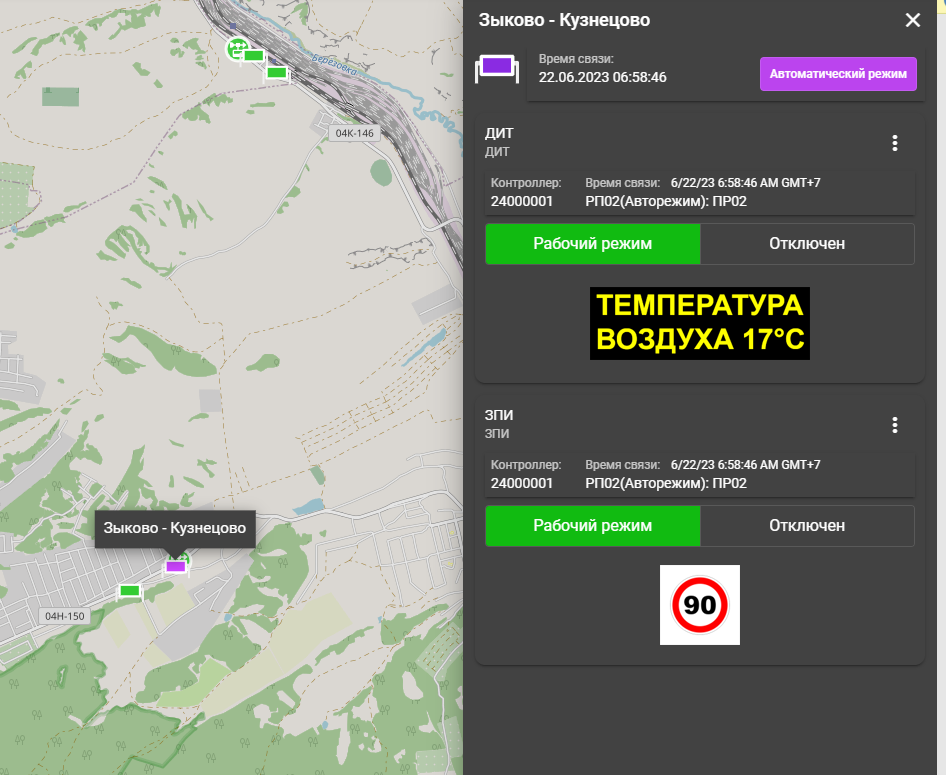 Берёзовка
04К-146
Зыково - Кузнецово
04Н-150
Зыково - Кузнецово
Время связи:
22.06.2023 06:58:46
Автоматический режим
ДИТ
ДИТ
Контроллер: Время связи: 6/22/23 6:58:46 AM GMT+7
24000001 РП02(Авторежим): ПР02
Рабочий режим Отключен
ТЕМПЕРАТУРА
ВОЗДУХА 17°C
ЗПИ
ЗПИ
Контроллер: Время связи: 6/22/23 6:58:46 AM GMT+7
24000001 РП02(Авторежим): ПР02
Рабочий режим Отключен
90